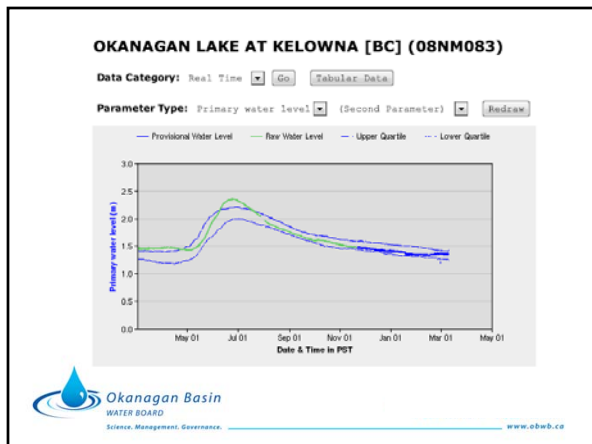 OKANAGAN LAKE AT KELOWNA [BC] (08NM083)
Data Category: Real Time Go Tabular Data
Parameter Type: Primary water level (Second Parameter) Redraw
Provisional Water Level Raw Water Level Upper Quartile Lower Quartile
3.0
2.5
2.0
1.5
1.0
0.5
0.0
Primary water level (m)
May 01 Jul 01 Sep 01 Nov 01 Jan 01 Mar 01 May 01
Date & Time in PST
Okanagan Basin
WATER BOARD
Science. Management. Governance.
www.obwb.ca